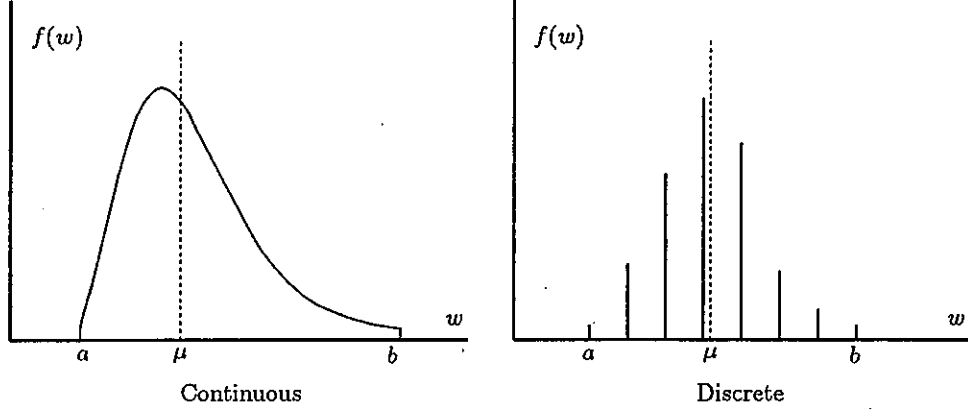 f(w)
w
a μ b
Continuous
f(w)
w
a μ b
Discrete